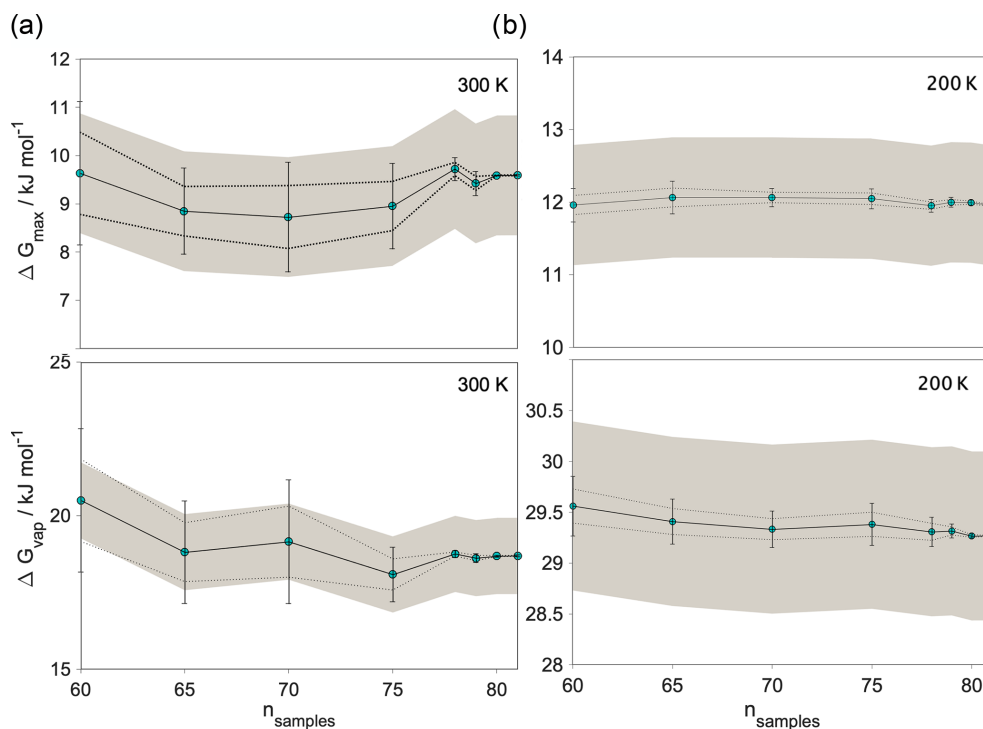 (a)
(b)
12
11
10
9
8
7
300 K
Δ G_max / kJ mol⁻¹
14
13
12
11
10
200 K
25
20
15
300 K
Δ G_vap / kJ mol⁻¹
60 65 70 75 80
n_samples
30.5
30
29.5
29
28.5
28
200 K
60 65 70 75 80
n_samples